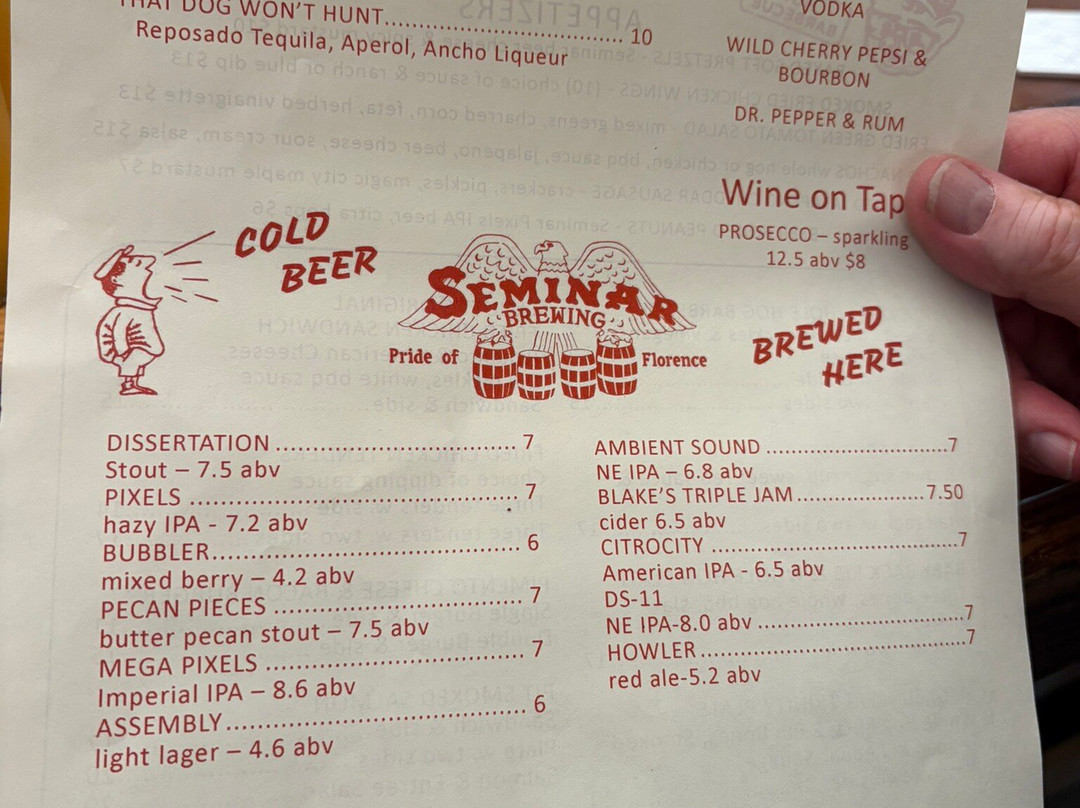 THAT DOG WON'T HUNT........................................ 10
Reposado Tequila, Aperol, Ancho Liqueur
VODKA
WILD CHERRY PEPSI &
BOURBON
DR. PEPPER & RUM
Wine on Tap
PROSECCO – sparkling
12.5 abv $8
COLD
BEER
SEMINAR
BREWING
Pride of
Florence
BREWED
HERE
DISSERTATION .................................. 7
Stout – 7.5 abv
PIXELS ............................................... 7
hazy IPA - 7.2 abv
BUBBLER............................................ 6
mixed berry – 4.2 abv
PECAN PIECES ................................... 7
butter pecan stout – 7.5% abv
MEGA PIXELS .................................... 7
Imperial IPA – 8.6 abv
ASSEMBLY.......................................... 6
light lager – 4.6 abv
AMBIENT SOUND ..........................7
NE IPA – 6.8 abv
BLAKE'S TRIPLE JAM..................7.50
cider 6.5 abv
CITROCITY ...................................7
American IPA - 6.5 abv
DS-11
NE IPA-8.0 abv .............................7
HOWLER.....................................7
red ale-5.2 abv